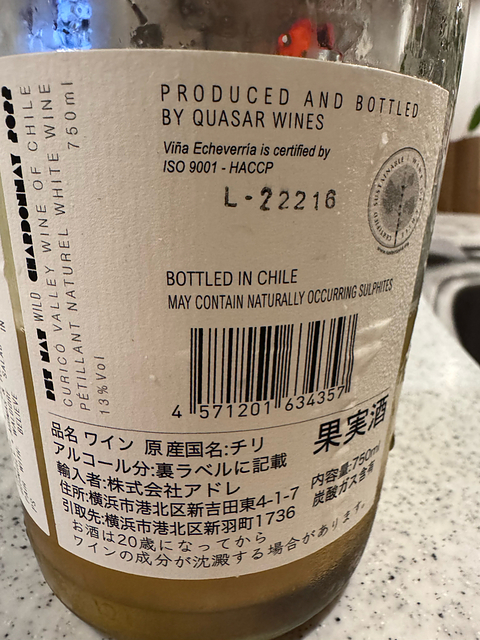 PRODUCED AND BOTTLED
BY QUASAR WINES
Viña Echeverría is certified by
ISO 9001 - HACCP
L-22216
BOTTLED IN CHILE
MAY CONTAIN NATURALLY OCCURRING SULPHITES
4 571201 634357
PET NAT WILD CHARDONNAY 2022
CURICÓ VALLEY WINE OF CHILE
PÉTILLANT NATUREL WHITE WINE
13%Vol
750ml
品名 ワイン 原産国名:チリ
アルコール分:裏ラベルに記載
輸入者:株式会社アドレ
住所:横浜市港北区新吉田東4-1-7
引取先:横浜市港北区新羽町1736
お酒は20歳になってから
ワインの成分が沈澱する場合があります。
果実酒
内容量:750ml
炭酸ガス含有